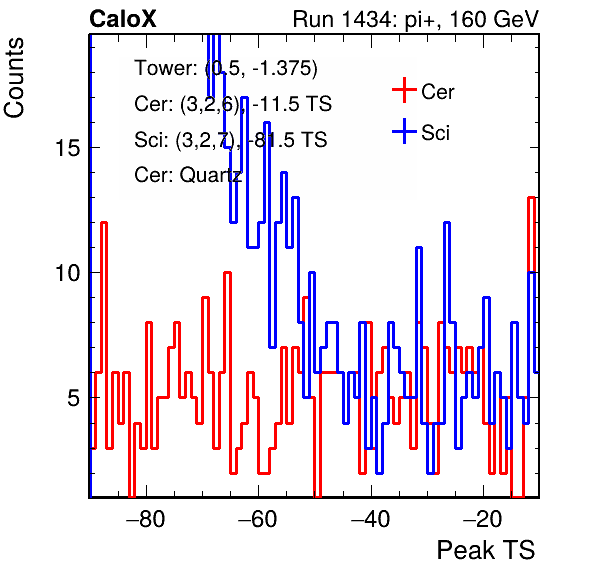 CaloX Run 1434: pi+, 160 GeV
Counts
Tower: (0.5, -1.375)
Cer: (3,2,6), -11.5 TS
Sci: (3,2,7), -81.5 TS
Cer: Quartz
Cer
Sci
15
10
5
−80 −60 −40 −20
Peak TS